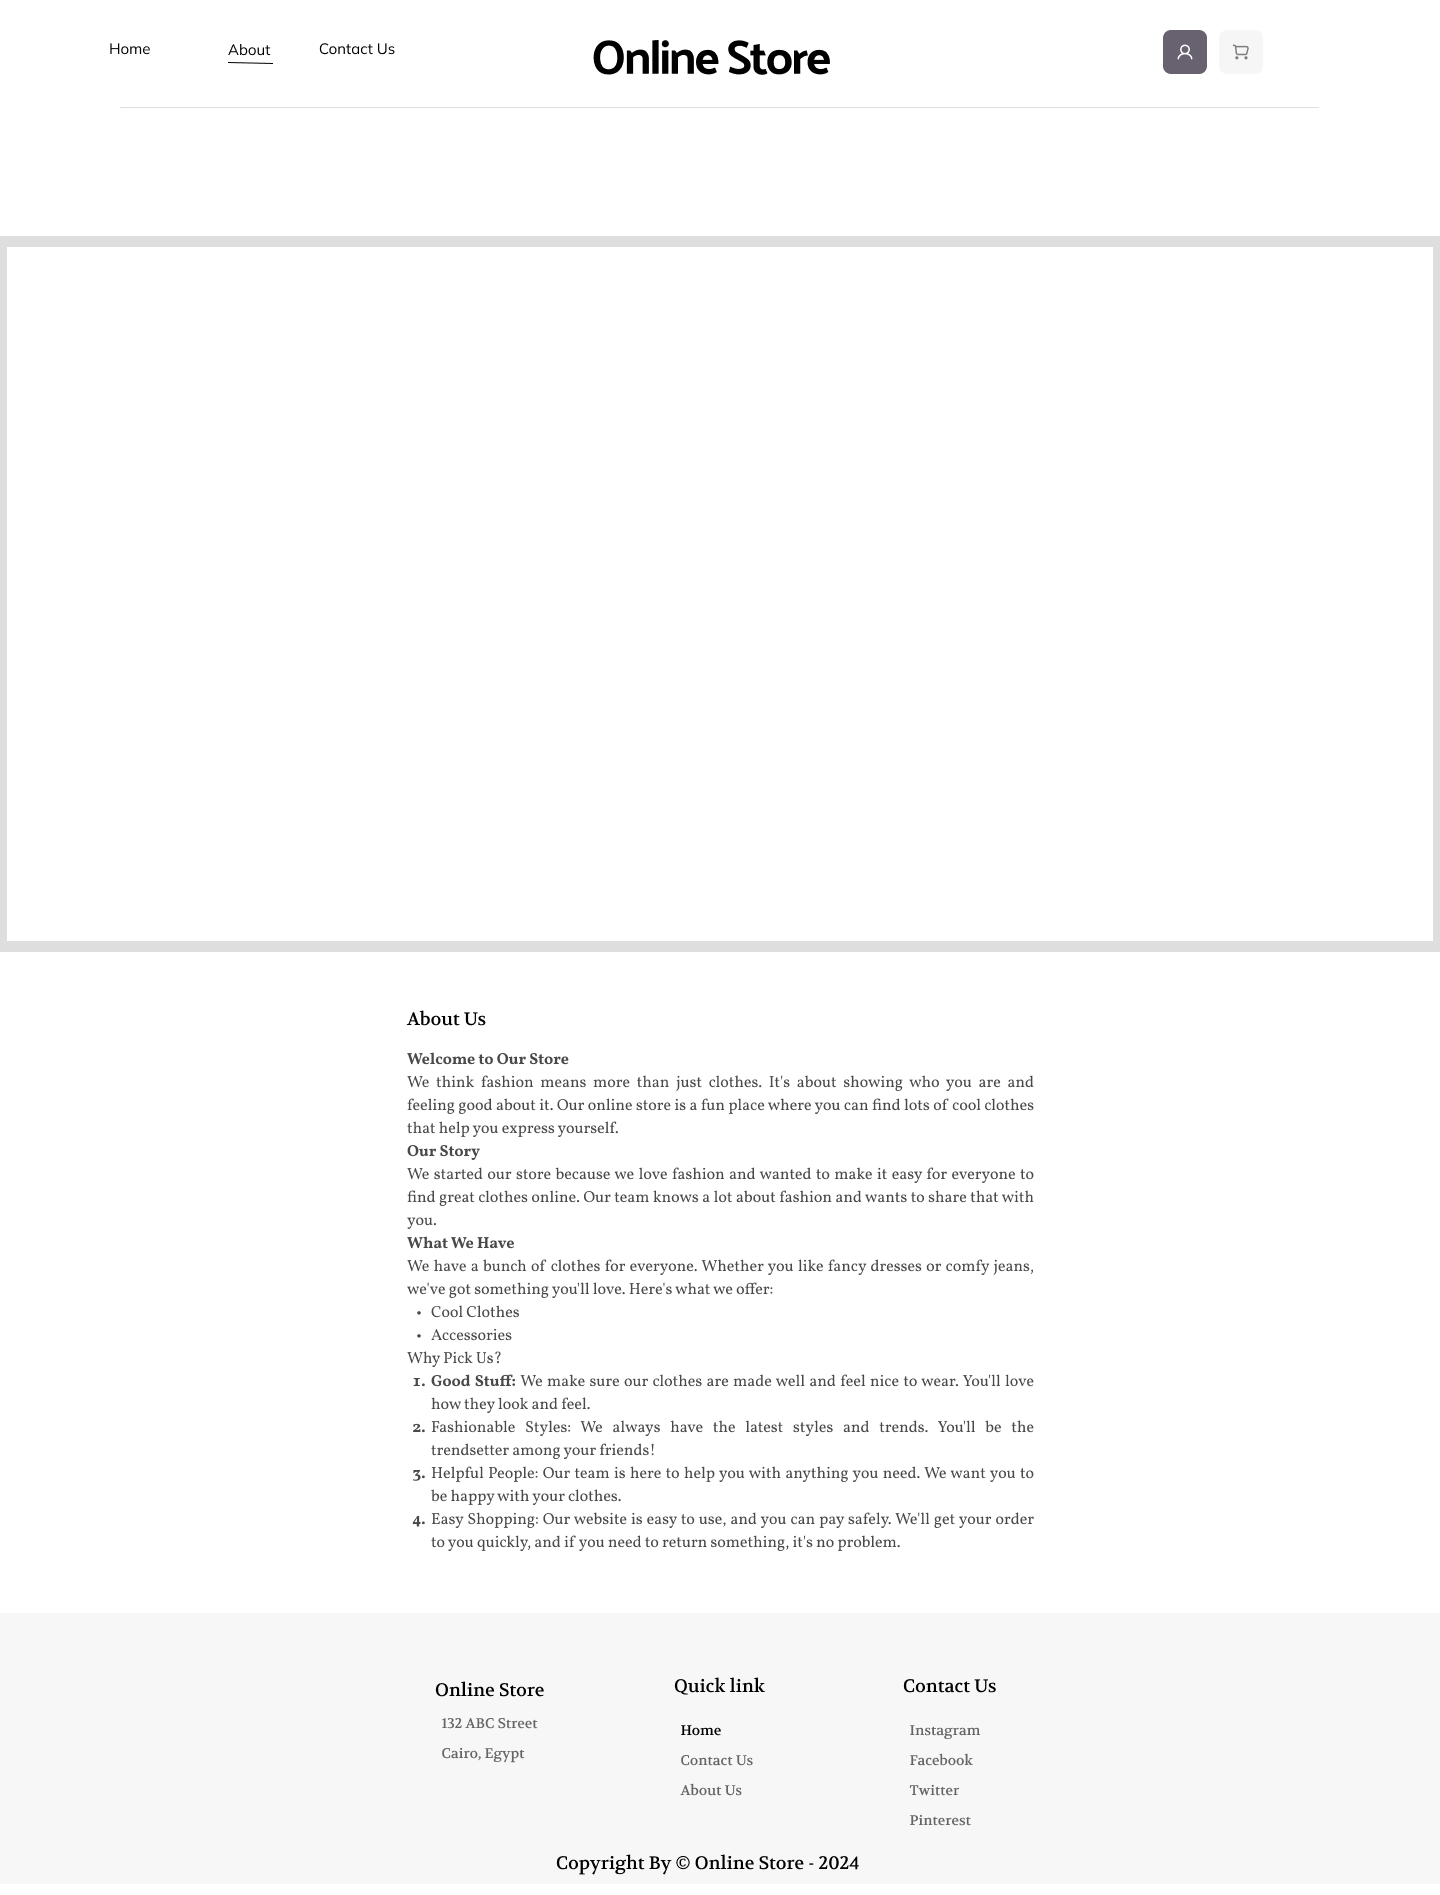 Home About Contact Us Online Store
About Us
Welcome to Our Store
We think fashion means more than just clothes. It's about showing who you are and
feeling good about it. Our online store is a fun place where you can find lots of cool clothes
that help you express yourself.
Our Story
We started our store because we love fashion and wanted to make it easy for everyone to
find great clothes online. Our team knows a lot about fashion and wants to share that with
you.
What We Have
We have a bunch of clothes for everyone. Whether you like fancy dresses or comfy jeans,
we've got something you'll love. Here's what we offer:
• Cool Clothes
• Accessories
Why Pick Us?
1. Good Stuff: We make sure our clothes are made well and feel nice to wear. You'll love
how they look and feel.
2. Fashionable Styles: We always have the latest styles and trends. You'll be the
trendsetter among your friends!
3. Helpful People: Our team is here to help you with anything you need. We want you to
be happy with your clothes.
4. Easy Shopping: Our website is easy to use, and you can pay safely. We'll get your order
to you quickly, and if you need to return something, it's no problem.
Online Store
132 ABC Street
Cairo, Egypt
Quick link
Home
Contact Us
About Us
Contact Us
Instagram
Facebook
Twitter
Pinterest
Copyright By © Online Store - 2024